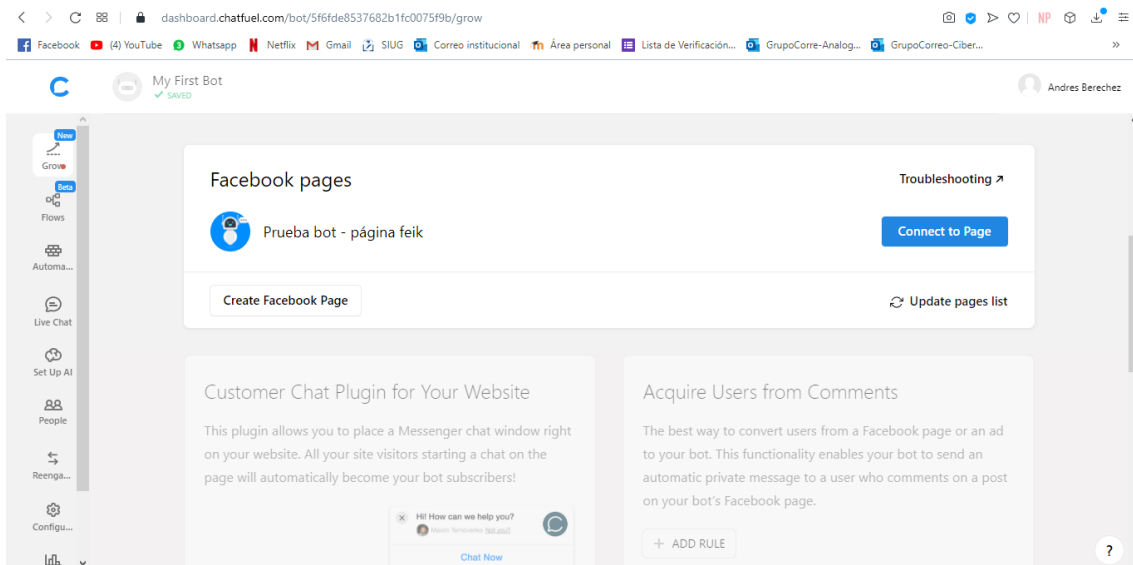 dashboard.chatfuel.com/bot/5f6fde8537682b1fc0075f9b/grow
NP
Facebook (4) YouTube Whatsapp Netflix Gmail SIUG Correo institucional Área personal Lista de Verificación... GrupoCorre-Analog... GrupoCorreo-Ciber... »
My First Bot
SAVED
Andres Berechez
New
Grow
Beta
Flows
Automa...
Live Chat
Set Up AI
People
Reenga...
Configu...
Facebook pages
Troubleshooting ↗
Prueba bot - página feik
Connect to Page
Create Facebook Page
Update pages list
Customer Chat Plugin for Your Website
This plugin allows you to place a Messenger chat window right
on your website. All your site visitors starting a chat on the
page will automatically become your bot subscribers!
Hi! How can we help you?
Not you?
Chat Now
Acquire Users from Comments
The best way to convert users from a Facebook page or an ad
to your bot. This functionality enables your bot to send an
automatic private message to a user who comments on a post
on your bot's Facebook page.
+ ADD RULE
?